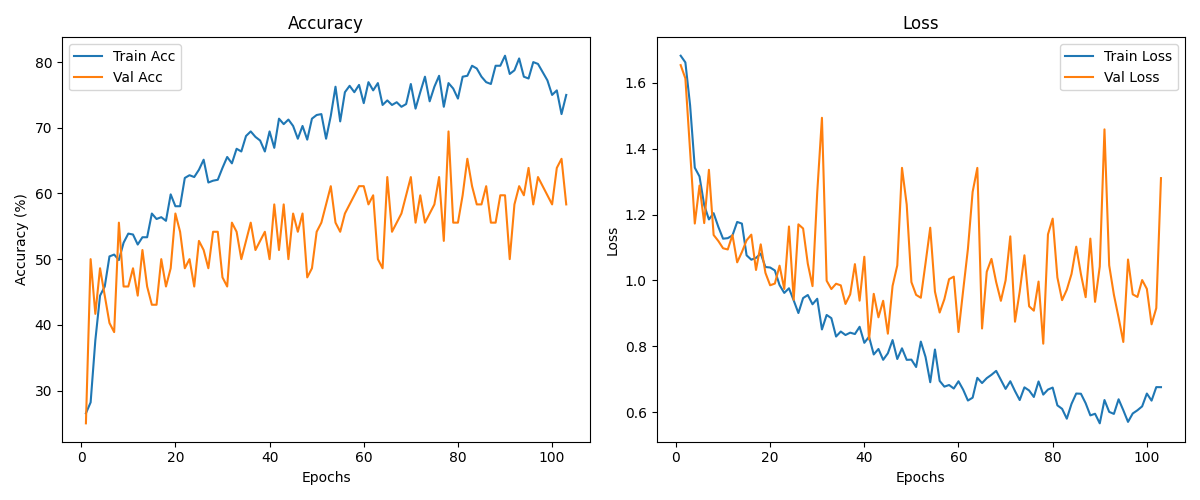 Accuracy
Train Acc
Val Acc
Accuracy (%)
80
70
60
50
40
30
0 20 40 60 80 100
Epochs
Loss
Train Loss
Val Loss
Loss
1.6
1.4
1.2
1.0
0.8
0.6
0 20 40 60 80 100
Epochs